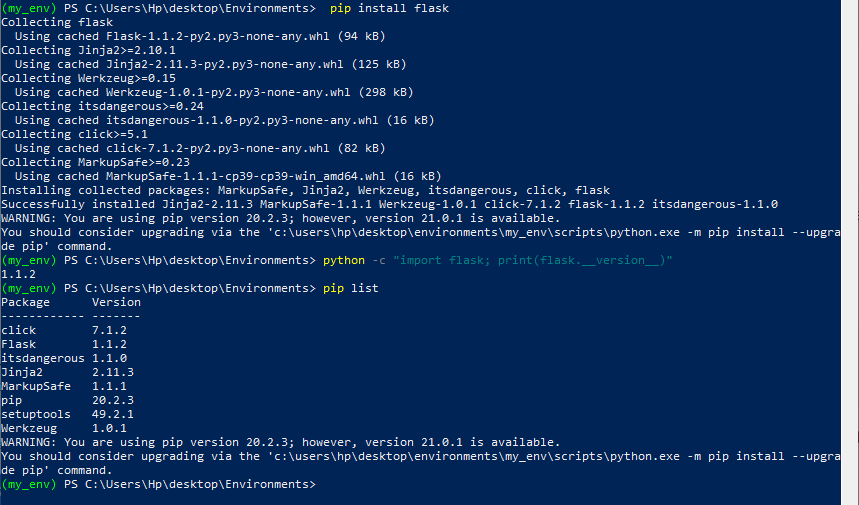 (my_env) PS C:\Users\Hp\desktop\Environments>  pip install flask
Collecting flask
  Using cached Flask-1.1.2-py2.py3-none-any.whl (94 kB)
Collecting Jinja2>=2.10.1
  Using cached Jinja2-2.11.3-py2.py3-none-any.whl (125 kB)
Collecting Werkzeug>=0.15
  Using cached Werkzeug-1.0.1-py2.py3-none-any.whl (298 kB)
Collecting itsdangerous>=0.24
  Using cached itsdangerous-1.1.0-py2.py3-none-any.whl (16 kB)
Collecting click>=5.1
  Using cached click-7.1.2-py2.py3-none-any.whl (82 kB)
Collecting MarkupSafe>=0.23
  Using cached MarkupSafe-1.1.1-cp39-cp39-win_amd64.whl (16 kB)
Installing collected packages: MarkupSafe, Jinja2, Werkzeug, itsdangerous, click, flask
Successfully installed Jinja2-2.11.3 MarkupSafe-1.1.1 Werkzeug-1.0.1 click-7.1.2 flask-1.1.2 itsdangerous-1.1.0
WARNING: You are using pip version 20.2.3; however, version 21.0.1 is available.
You should consider upgrading via the 'c:\users\hp\desktop\environments\my_env\scripts\python.exe -m pip install --upgra
de pip' command.
(my_env) PS C:\Users\Hp\desktop\Environments> python -c "import flask; print(flask.__version__)"
1.1.2
(my_env) PS C:\Users\Hp\desktop\Environments> pip list
Package      Version
------------ -------
click        7.1.2
Flask        1.1.2
itsdangerous 1.1.0
Jinja2       2.11.3
MarkupSafe   1.1.1
pip          20.2.3
setuptools   49.2.1
Werkzeug     1.0.1
WARNING: You are using pip version 20.2.3; however, version 21.0.1 is available.
You should consider upgrading via the 'c:\users\hp\desktop\environments\my_env\scripts\python.exe -m pip install --upgra
de pip' command.
(my_env) PS C:\Users\Hp\desktop\Environments>